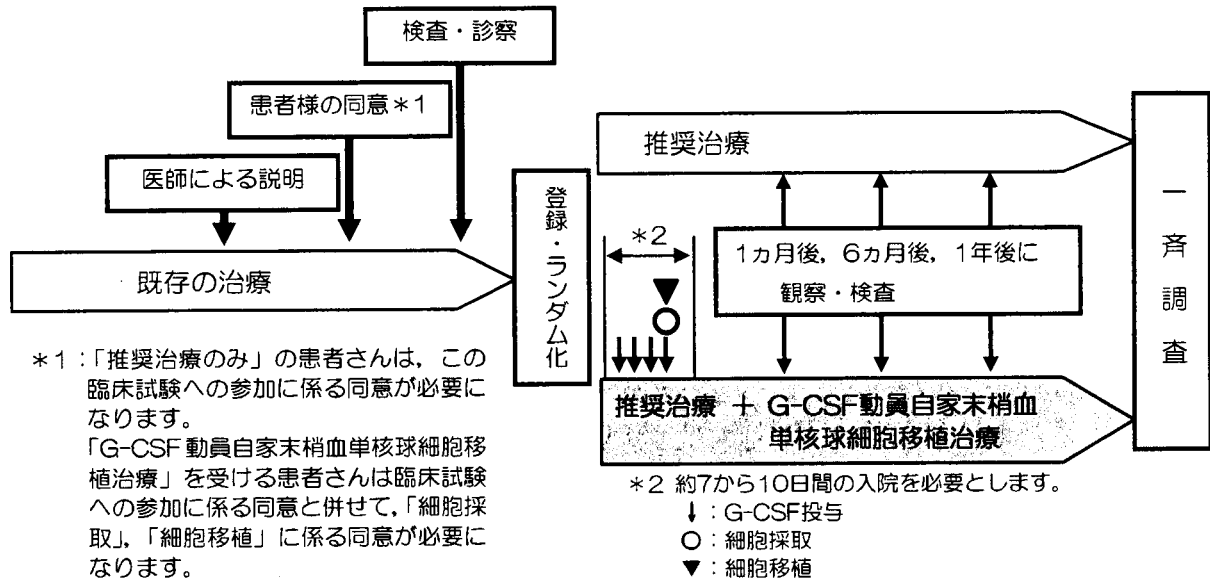 検査・診察
患者様の同意＊1
医師による説明
既存の治療
登録・ランダム化
推奨治療
＊2
1ヵ月後，6ヵ月後，1年後に
観察・検査
推奨治療 ＋ G-CSF動員自家末梢血
単核球細胞移植治療
一斉調査
＊1：「推奨治療のみ」の患者さんは，この
臨床試験への参加に係る同意が必要に
なります。
「G-CSF動員自家末梢血単核球細胞移
植治療」を受ける患者さんは臨床試験
への参加に係る同意と併せて，「細胞採
取」，「細胞移植」に係る同意が必要に
なります。
＊2 約7から10日間の入院を必要とします。
↓：G-CSF投与
○：細胞採取
▼：細胞移植